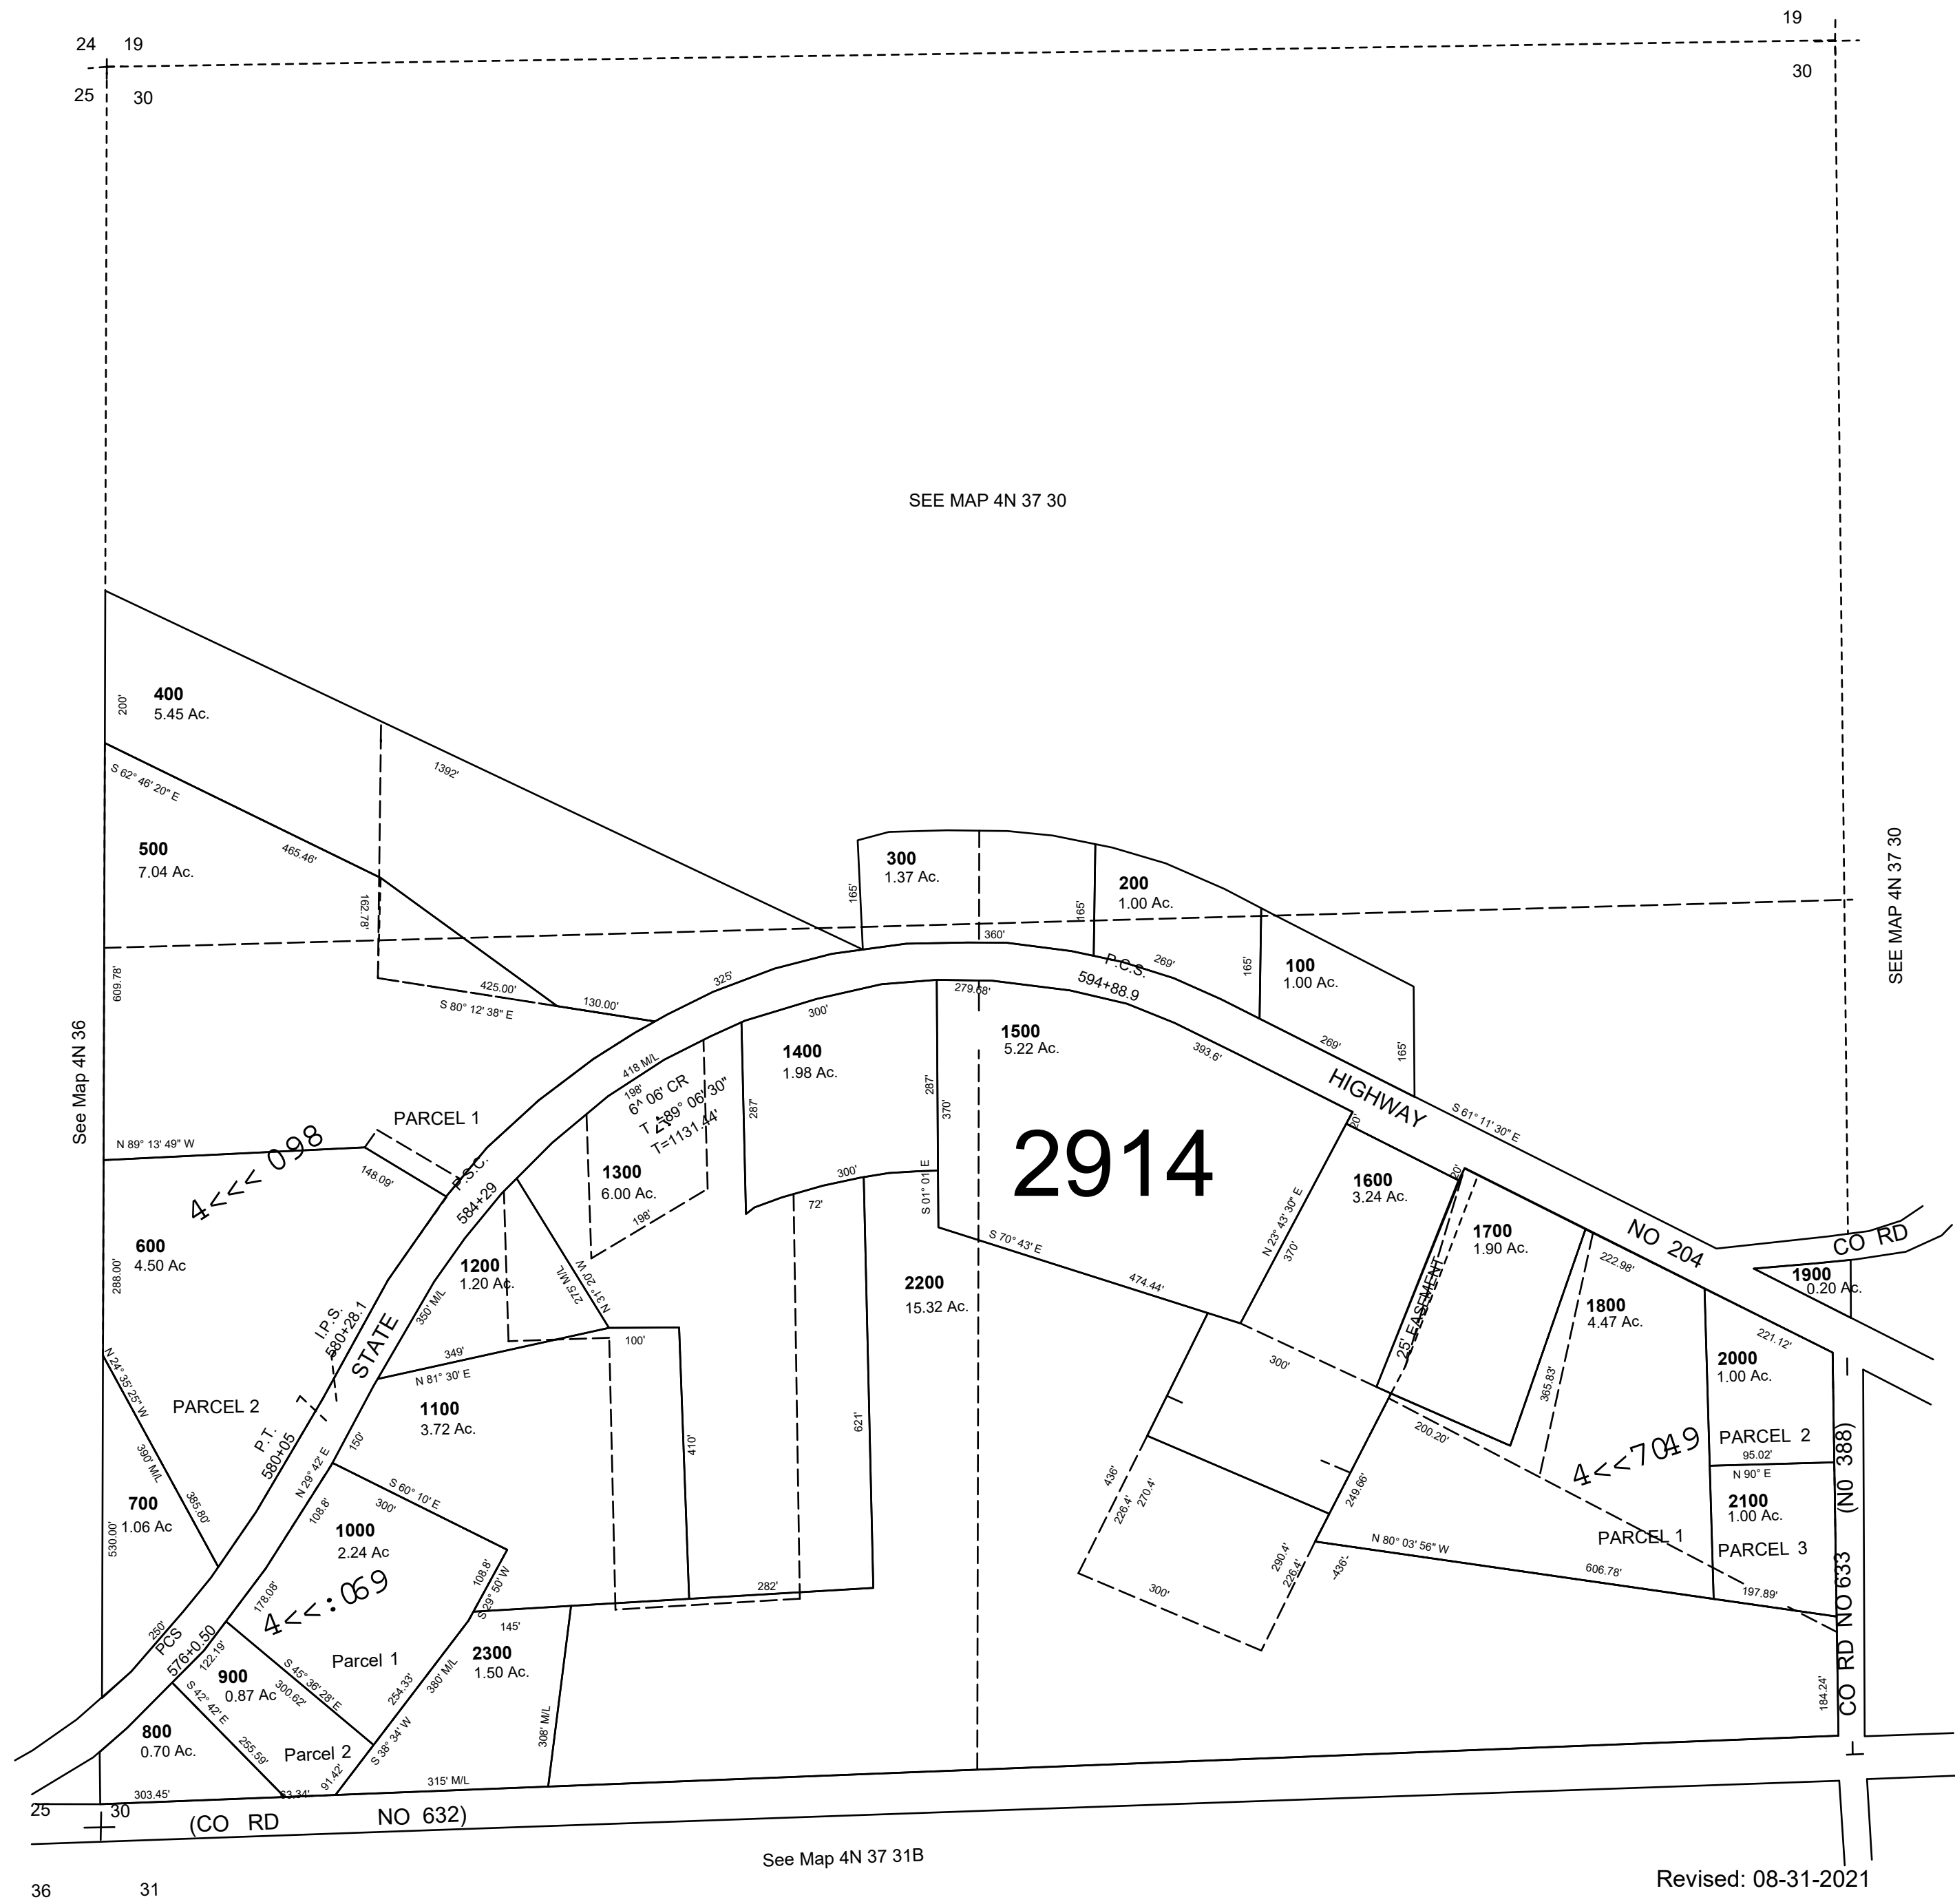 24 19
19
25 30
30
SEE MAP 4N 37 30
400
5.45 Ac.
200'
1392'
S 62° 46' 20" E
465.46'
500
7.04 Ac.
162.78'
300
1.37 Ac.
165'
200
1.00 Ac.
165'
SEE MAP 4N 37 30
360'
P.C.S.
594+88.9
269'
165'
100
1.00 Ac.
609.78'
425.00'
S 80° 12' 38" E
130.00'
325'
279.68'
300'
269'
165'
See Map 4N 36
418 M/L
198'
6^ 06' CR
T=1131.44'
1400
1.98 Ac.
287'
287'
370'
1500
5.22 Ac.
393.6'
HIGHWAY
S 61° 11' 30" E
PARCEL 1
N 89° 13' 49" W
148.09'
4<<< 098
P.S.C.
584+29
1300
6.00 Ac.
198'
300'
72'
S 01° 01' E
2914
20'
1600
3.24 Ac.
20'
1700
1.90 Ac.
NO 204
CO RD
600
4.50 Ac
288.00'
1200
1.20 Ac.
275 M/L
N 31° 20' W
2200
15.32 Ac.
S 70° 43' E
474.44'
N 23° 43' 30" E
370'
25' EASEMENT
222.98'
1800
4.47 Ac.
1900
0.20 Ac.
I.P.S.
580+28.1
STATE
350' M/L
349'
N 81° 30' E
100'
300'
365.83'
221.12'
2000
1.00 Ac.
N 24° 35' 25" W
PARCEL 2
390' M/L
385.80'
P.T.
580+05
1100
3.72 Ac.
150'
N 29° 42' E
410'
621'
200.20'
4<<7049
PARCEL 2
95.02'
N 90° E
(N0 388)
700
1.06 Ac
530.00'
108.8'
S 60° 10' E
300'
1000
2.24 Ac
436'
226.4'
270.4'
249.66'
2100
1.00 Ac.
PARCEL 1
PARCEL 3
N 80° 03' 56" W
606.78'
197.89'
178.08'
4<<:069
108.8'
S 29° 50' W
282'
300'
290.4'
226.4'
-436'-
CO RD NO 633
250'
PCS
576+0.50
122.19'
900
0.87 Ac
S 45° 36' 28" E
300.62'
Parcel 1
254.33'
380' M/L
145'
2300
1.50 Ac.
184.24'
800
0.70 Ac.
S 42° 42' E
255.59'
Parcel 2
91.42'
S 38° 34' W
308' M/L
303.45'
63.34'
315' M/L
25 30
(CO RD NO 632)
See Map 4N 37 31B
Revised: 08-31-2021
36 31